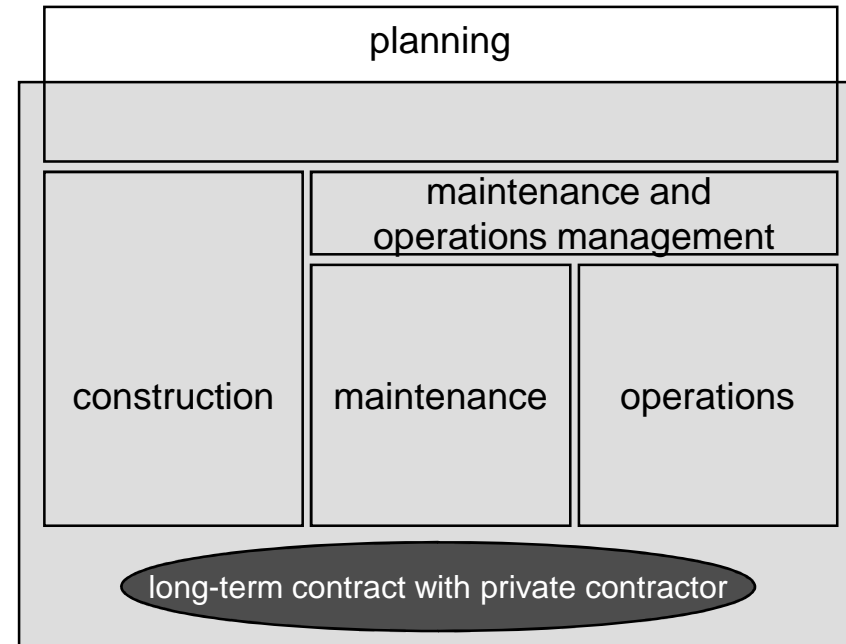 planning
maintenance and
operations management
construction
maintenance
operations
long-term contract with private contractor